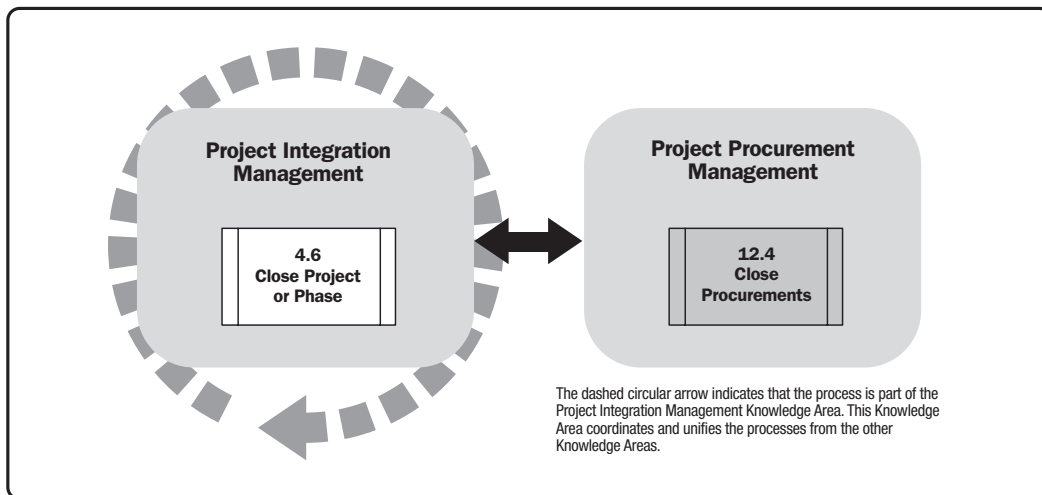 Project Integration
Management
4.6
Close Project
or Phase
Project Procurement
Management
12.4
Close
Procurements
The dashed circular arrow indicates that the process is part of the
Project Integration Management Knowledge Area. This Knowledge
Area coordinates and unifies the processes from the other
Knowledge Areas.